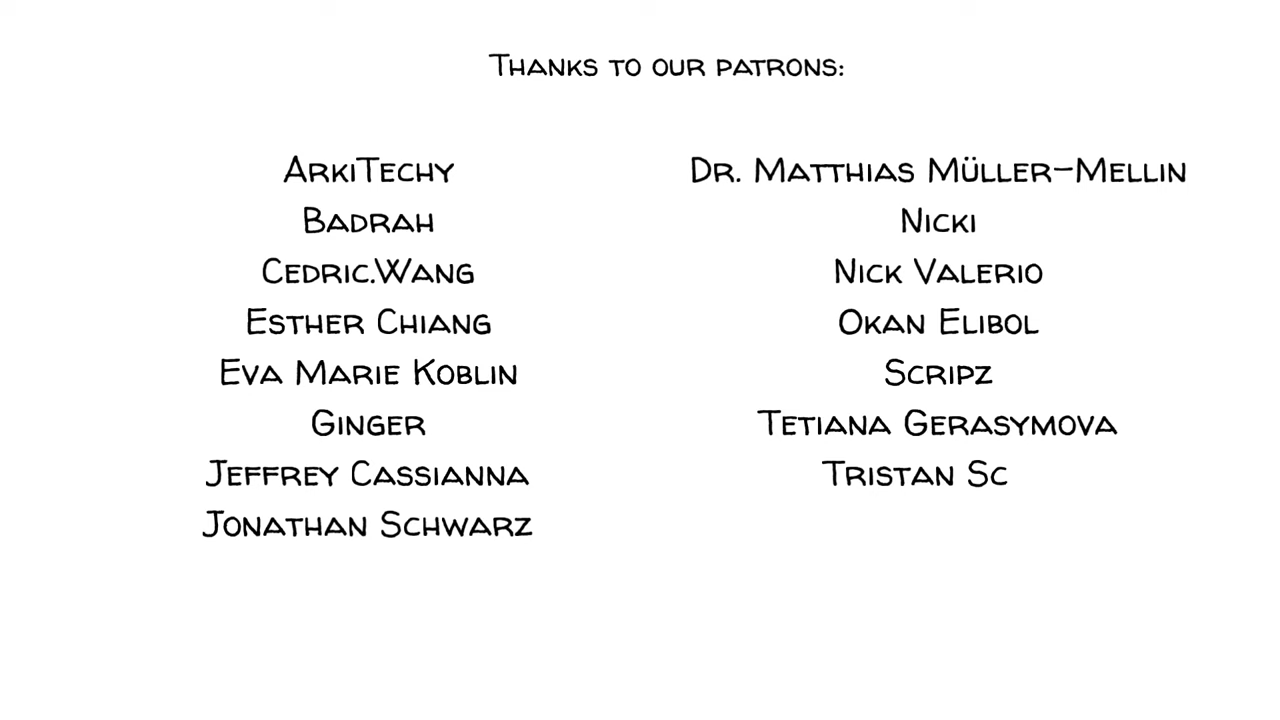 Thanks to our patrons:
ArkiTechy
Badrah
Cedric.Wang
Esther Chiang
Eva Marie Koblin
Ginger
Jeffrey Cassianna
Jonathan Schwarz
Dr. Matthias Müller-Mellin
Nicki
Nick Valerio
Okan Elibol
Scripz
Tetiana Gerasymova
Tristan Sc